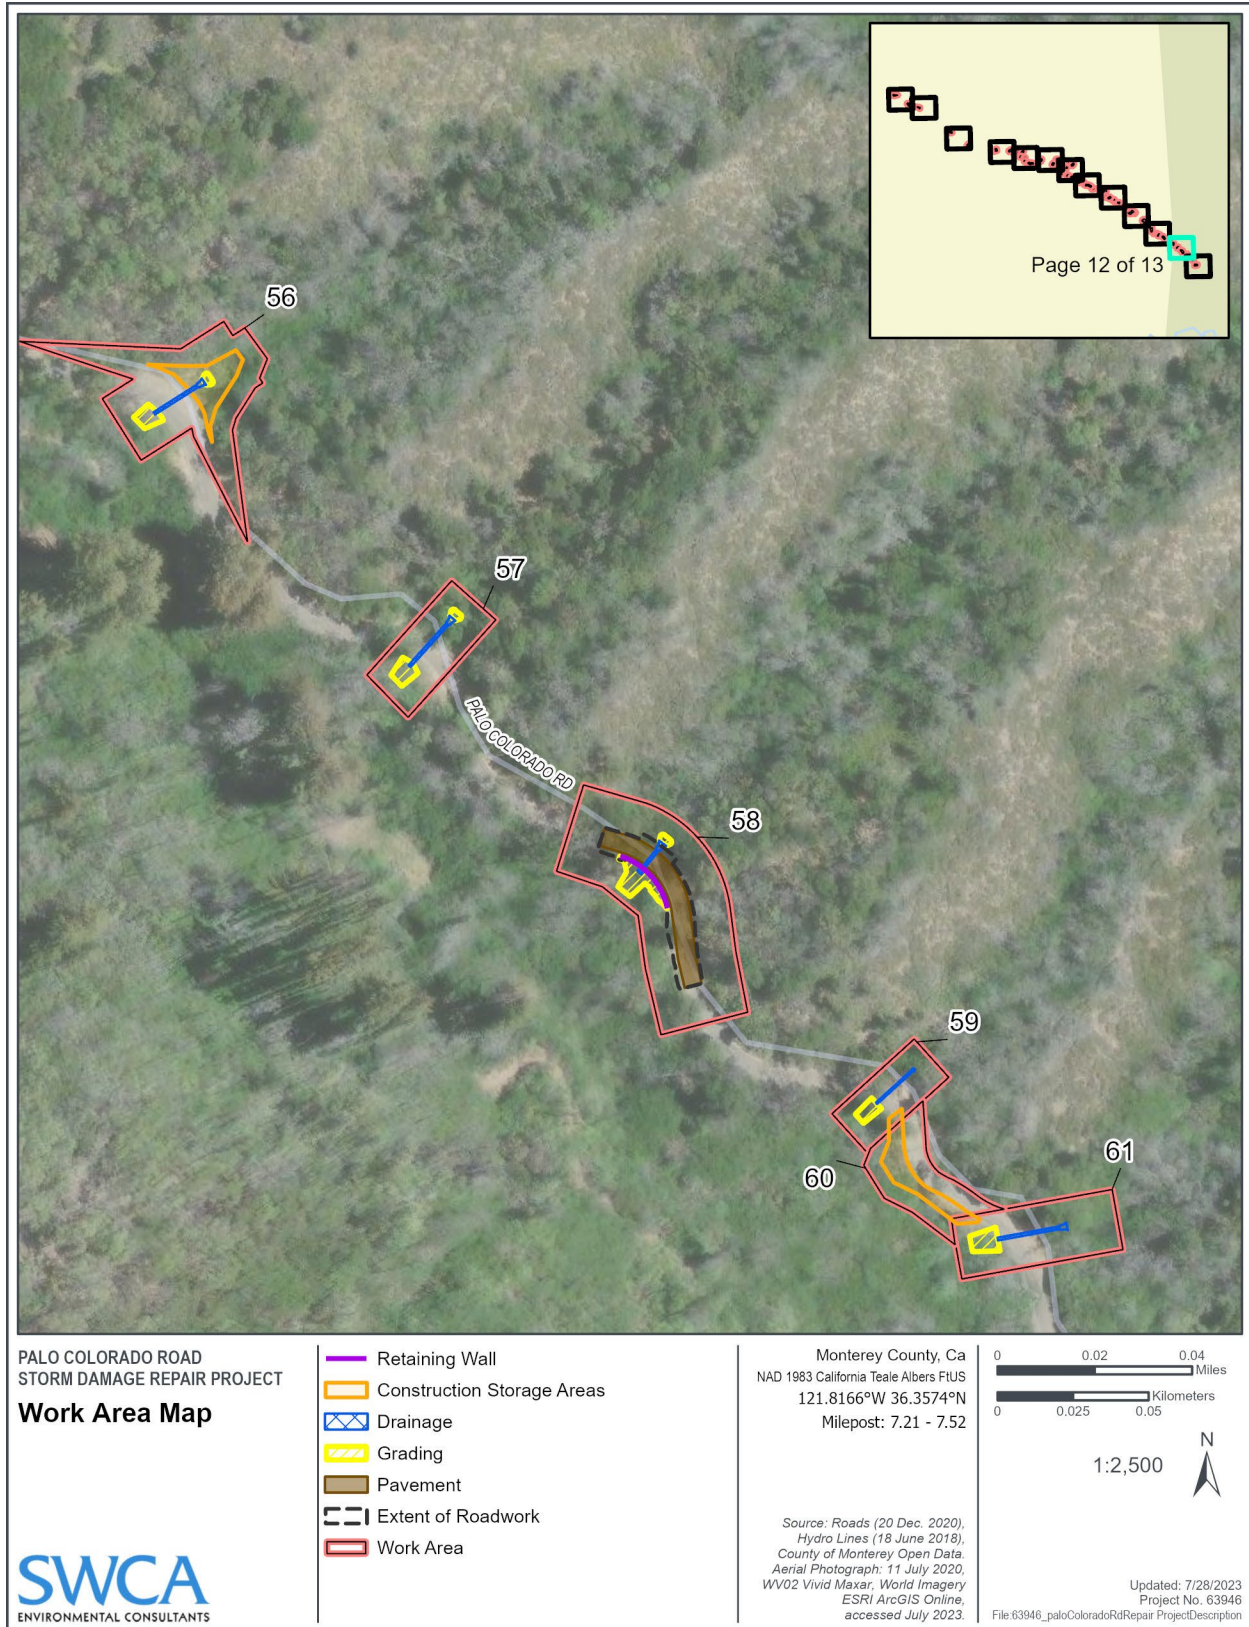 Page 12 of 13
56
57
PALO COLORADO RD
58
59
60
61
PALO COLORADO ROAD
STORM DAMAGE REPAIR PROJECT
Work Area Map
SWCA
ENVIRONMENTAL CONSULTANTS
Retaining Wall
Construction Storage Areas
Drainage
Grading
Pavement
Extent of Roadwork
Work Area
Monterey County, Ca
NAD 1983 California Teale Albers FtUS
121.8166°W 36.3574°N
Milepost: 7.21 - 7.52
Source: Roads (20 Dec. 2020),
Hydro Lines (18 June 2018),
County of Monterey Open Data.
Aerial Photograph: 11 July 2020,
WV02 Vivid Maxar, World Imagery
ESRI ArcGIS Online,
accessed July 2023.
0 0.02 0.04
Miles
Kilometers
0 0.025 0.05
N
1:2,500
Updated: 7/28/2023
Project No. 63946
File:63946_paloColoradoRdRepair ProjectDescription